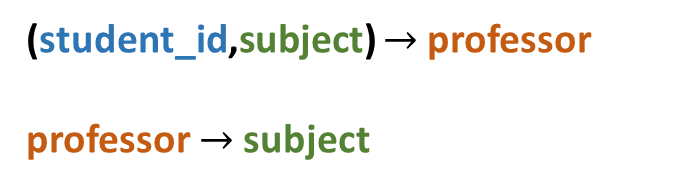 (student_id,subject) → professor
professor → subject